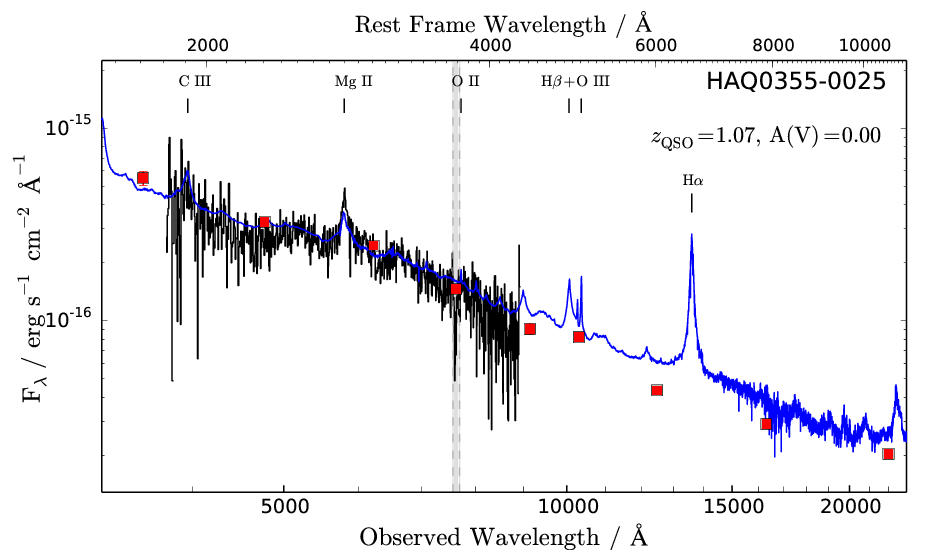 Rest Frame Wavelength / Å
2000 4000 6000 8000 10000
C III Mg II O II Hβ+O III HAQ0355-0025
z_QSO=1.07, A(V)=0.00
Hα
10⁻¹⁵
10⁻¹⁶
F_λ / erg s⁻¹ cm⁻² Å⁻¹
5000 10000 15000 20000
Observed Wavelength / Å